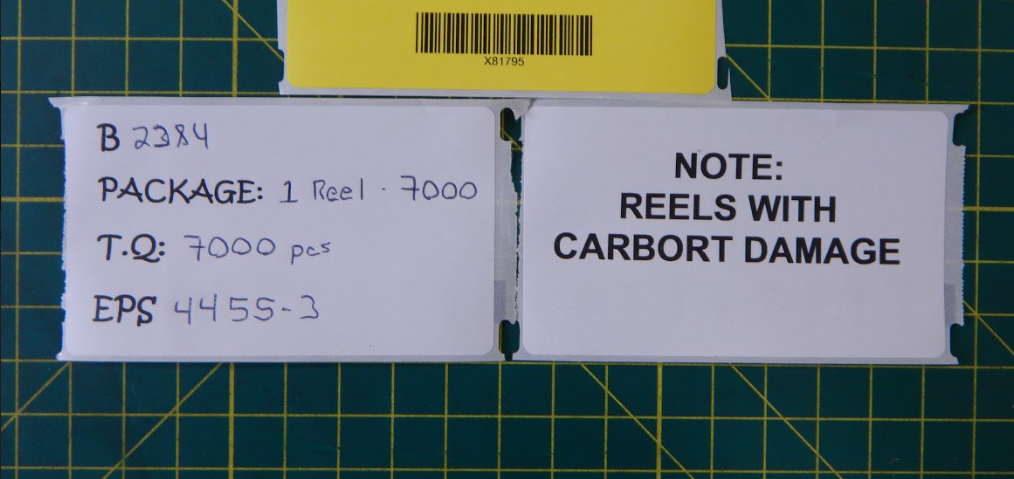 X81795
B 2384
PACKAGE: 1 Reel - 7000
T.Q: 7000 pcs
EPS 4455-3
NOTE:
REELS WITH
CARBORT DAMAGE